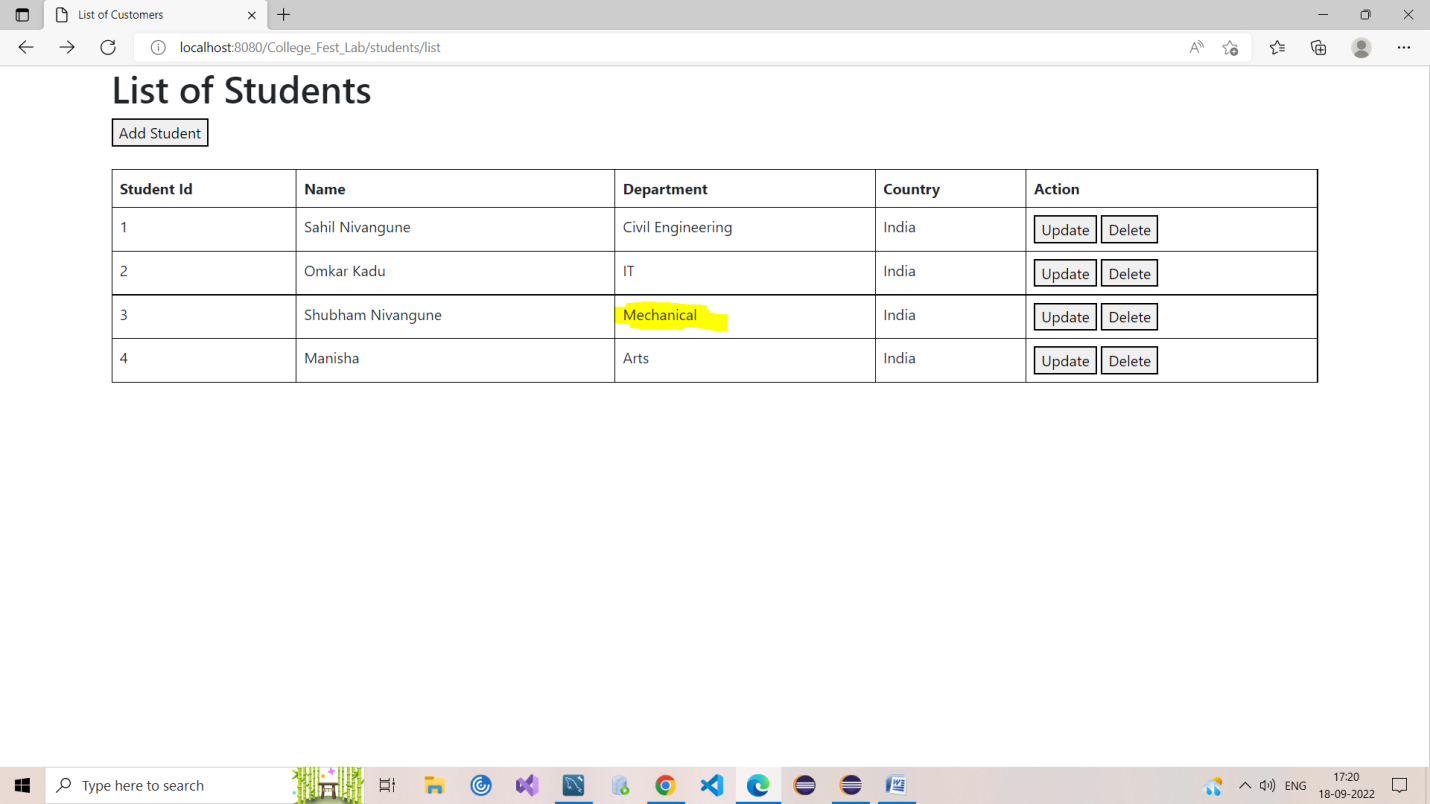 List of Customers
localhost:8080/College_Fest_Lab/students/list
List of Students
Add Student
Student Id Name Department Country Action
1 Sahil Nivangune Civil Engineering India Update Delete
2 Omkar Kadu IT India Update Delete
3 Shubham Nivangune Mechanical India Update Delete
4 Manisha Arts India Update Delete
Type here to search
ENG
17:20
18-09-2022